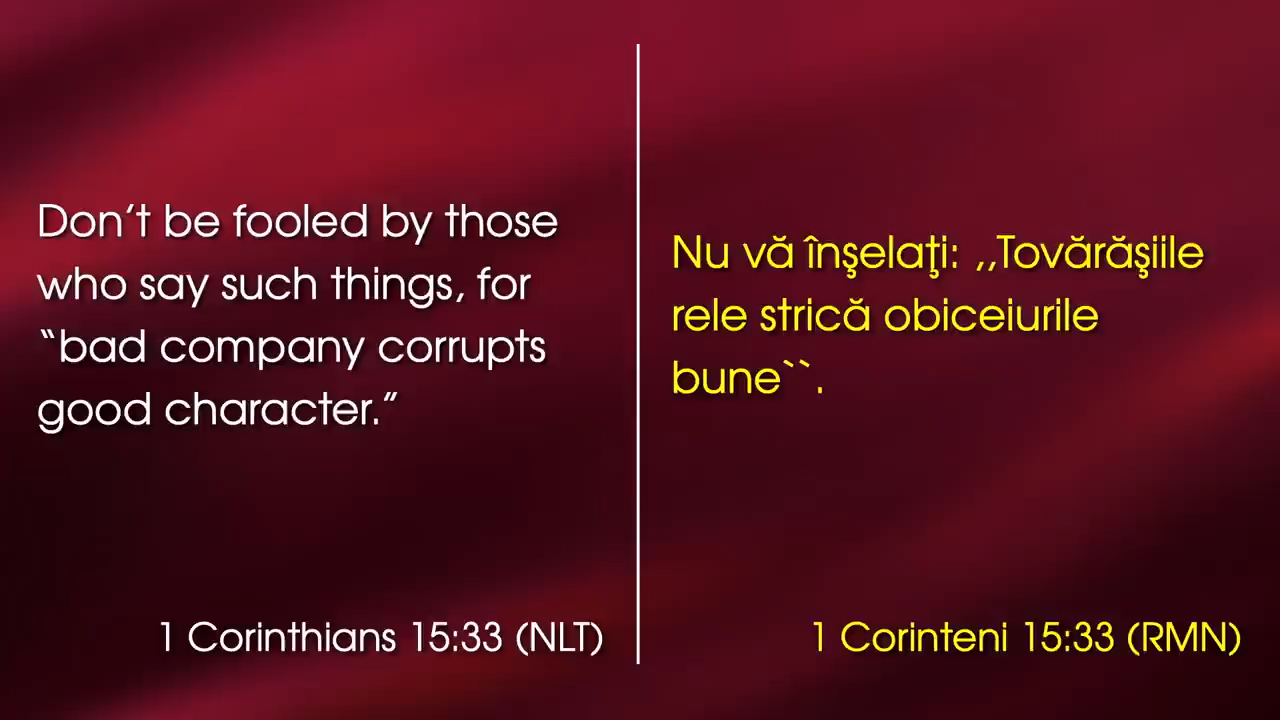 Don’t be fooled by those
who say such things, for
“bad company corrupts
good character.”
1 Corinthians 15:33 (NLT)
Nu vă înşelaţi: ,,Tovărăşiile
rele strică obiceiurile
bune``.
1 Corinteni 15:33 (RMN)